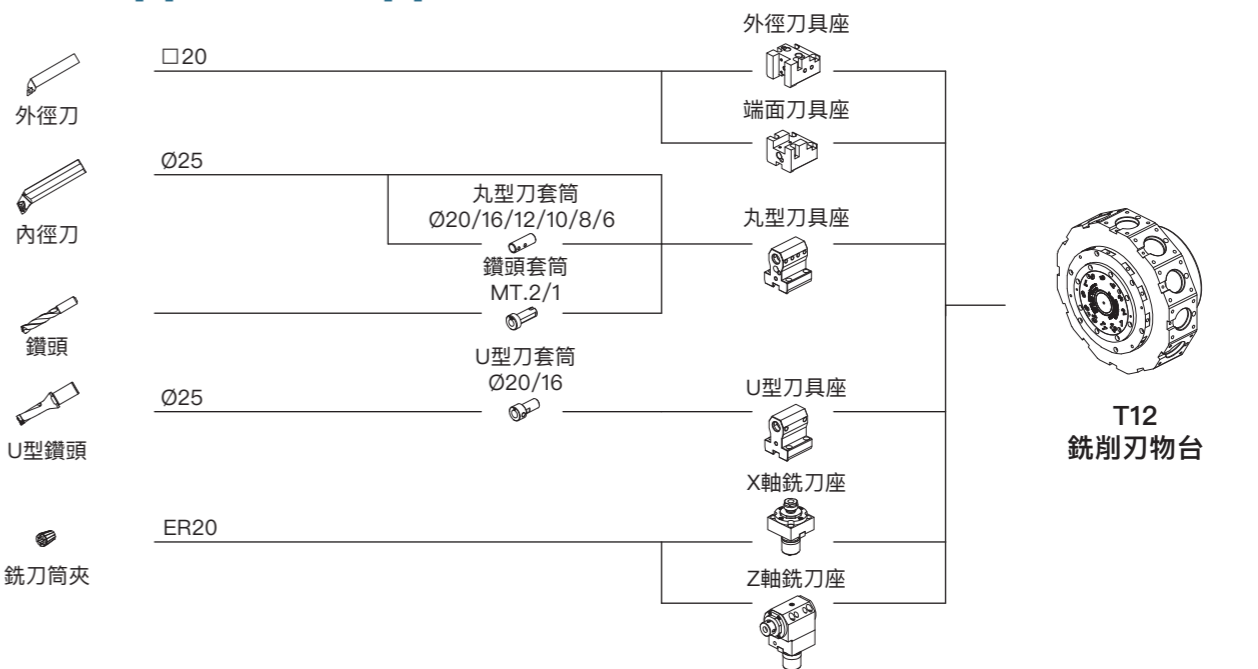 外徑刀具座
□20
外徑刀
端面刀具座
Ø25
丸型刀套筒
Ø20/16/12/10/8/6
丸型刀具座
內徑刀
鑽頭套筒
MT.2/1
鑽頭
U型刀套筒
Ø20/16
U型刀具座
Ø25
U型鑽頭
T12
銑削刃物台
X軸銑刀座
ER20
銑刀筒夾
Z軸銑刀座